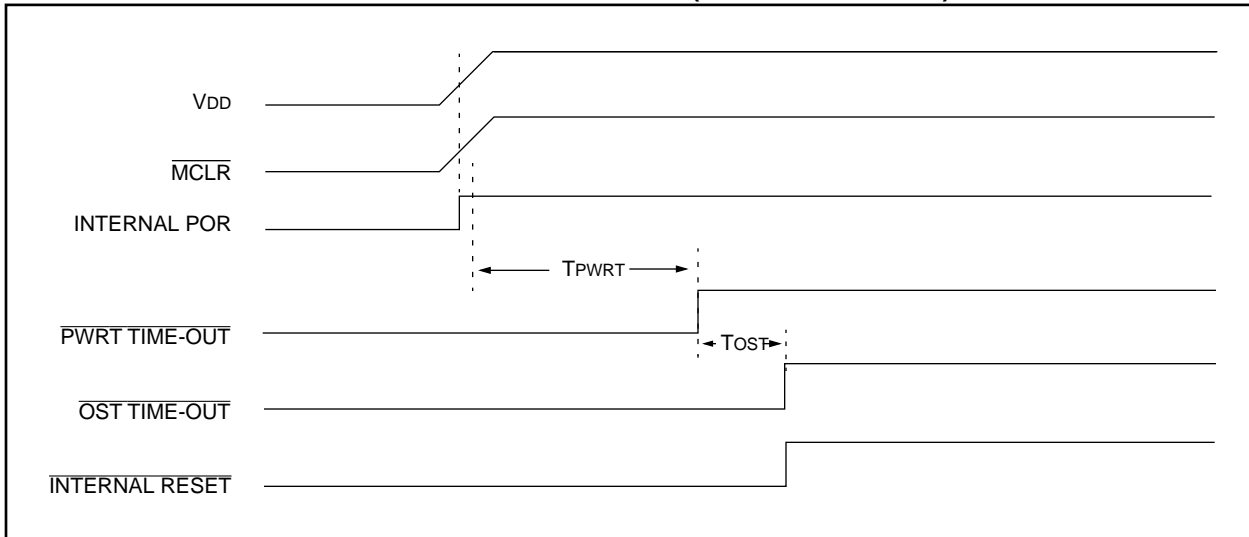 VDD
MCLR
INTERNAL POR
TPWRT
PWRT TIME-OUT
TOST
OST TIME-OUT
INTERNAL RESET